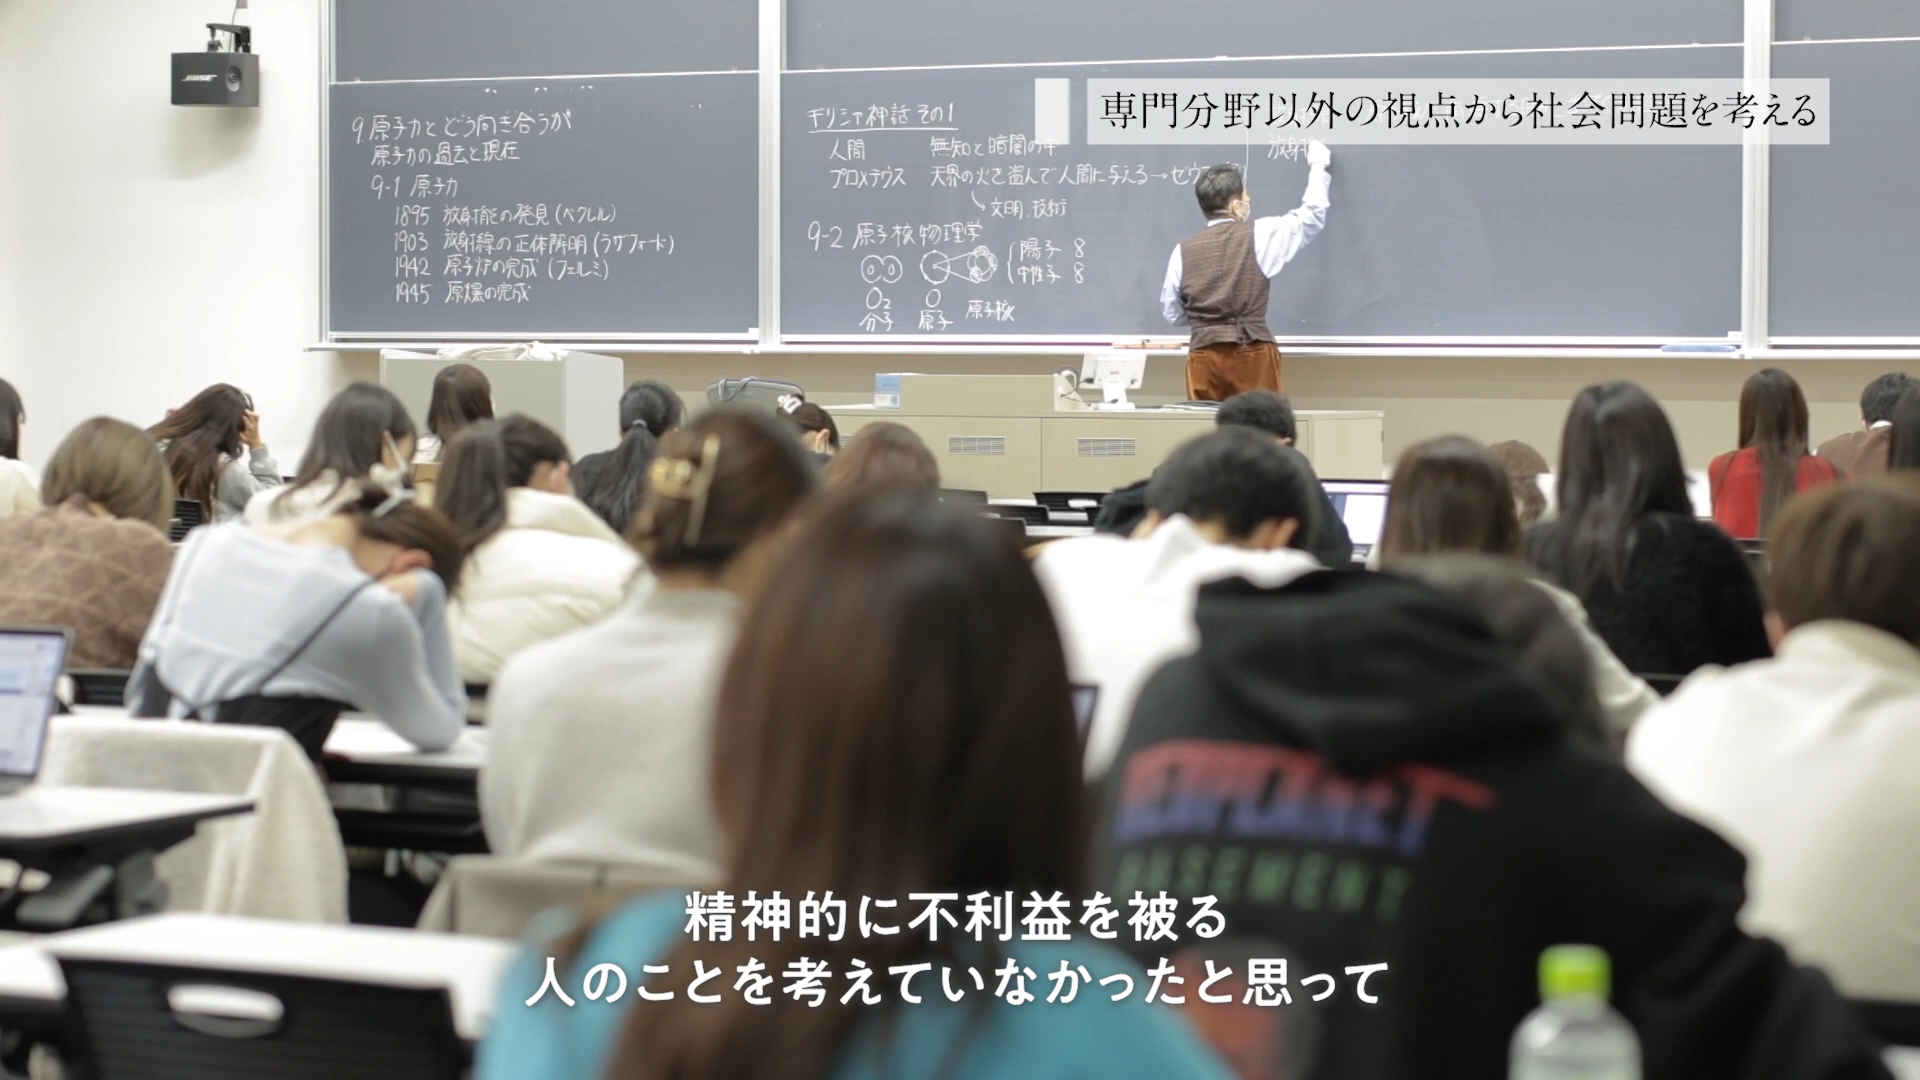 BOSE
専門分野以外の視点から社会問題を考える
9.原子力とどう向き合うか
原子力の過去と現在
9-1 原子力
1895 放射能の発見(ベクレル)
1903 放射線の正体解明(ラザフォード)
1942 原子炉の完成(フェルミ)
1945 原爆の完成
ギリシャ神話その1
人間 無知と暗闇の中
プロメテウス 天界の火を盗んで人間に与える→ゼウ
文明、技術
9-2 原子核物理学
陽子 8
中性子 8
O2 O 原子核
分子 原子
放射
BASEMENT
精神的に不利益を被る
人のことを考えていなかったと思って